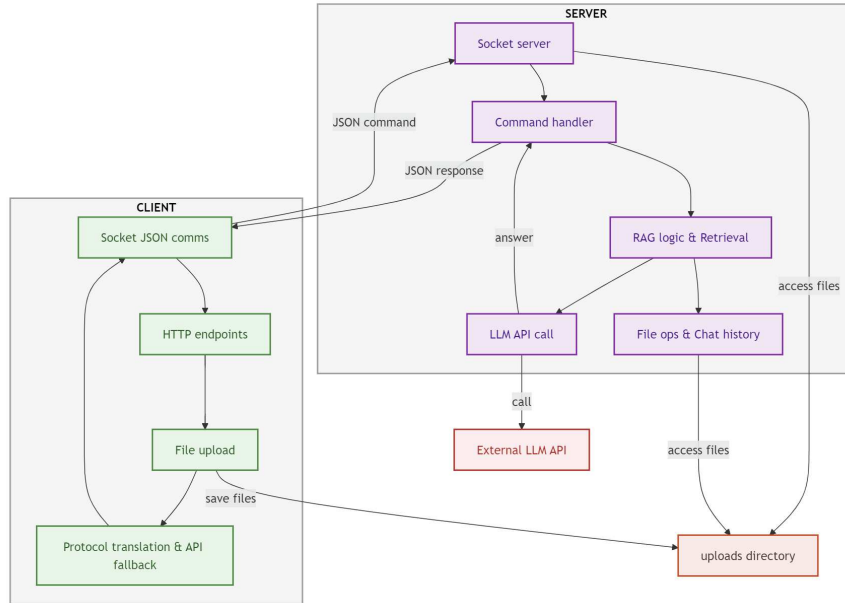 SERVER
Socket server
JSON command
Command handler
JSON response
CLIENT
Socket JSON comms
answer
RAG logic & Retrieval
access files
HTTP endpoints
LLM API call
File ops & Chat history
call
File upload
External LLM API
access files
save files
Protocol translation & API
fallback
uploads directory